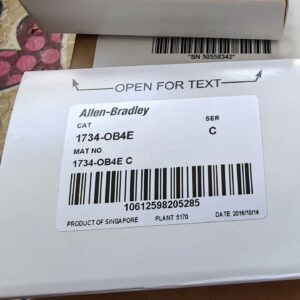 *SN 50558342*
OPEN FOR TEXT
Allen-Bradley
CAT SER
1734-OB4E C
MAT NO
1734-OB4E C
10612598205285
PRODUCT OF SINGAPORE PLANT 5170 DATE 2016/10/14